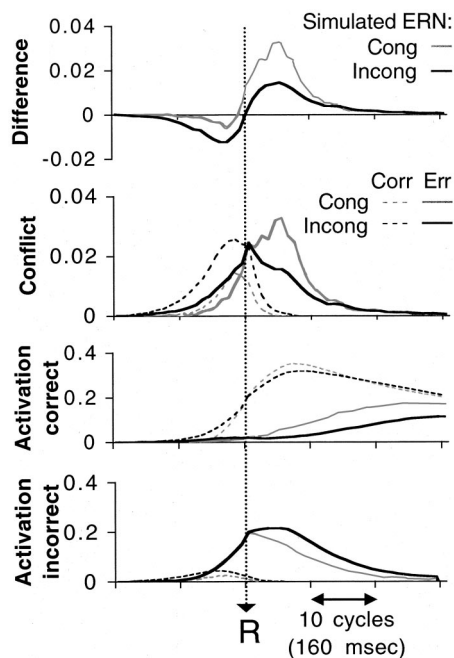 Simulated ERN:
Cong
Incong
0.04
0.02
0
-0.02
Difference
Corr Err
Cong
Incong
0.04
0.02
0
Conflict
0.4
0.2
0
Activation
correct
0.4
0.2
0
Activation
incorrect
R
10 cycles
(160 msec)